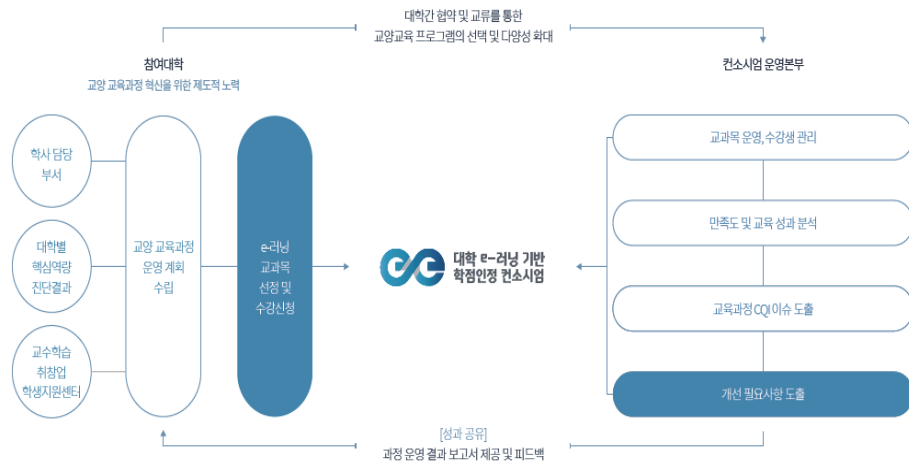 대학간 협약 및 교류를 통한
교양교육 프로그램의 선택 및 다양성 확대
참여대학
교양 교육과정 혁신을 위한 제도적 노력
컨소시엄 운영본부
학사 담당
부서
대학별
핵심역량
진단결과
교수학습
취창업
학생지원센터
교양 교육과정
운영 계획
수립
e-러닝
교과목
선정 및
수강신청
대학 e-러닝 기반
학점인정 컨소시엄
교과목 운영, 수강생 관리
만족도 및 교육 성과 분석
교육과정 CQI 이슈 도출
개선 필요사항 도출
[성과 공유]
과정 운영 결과 보고서 제공 및 피드백